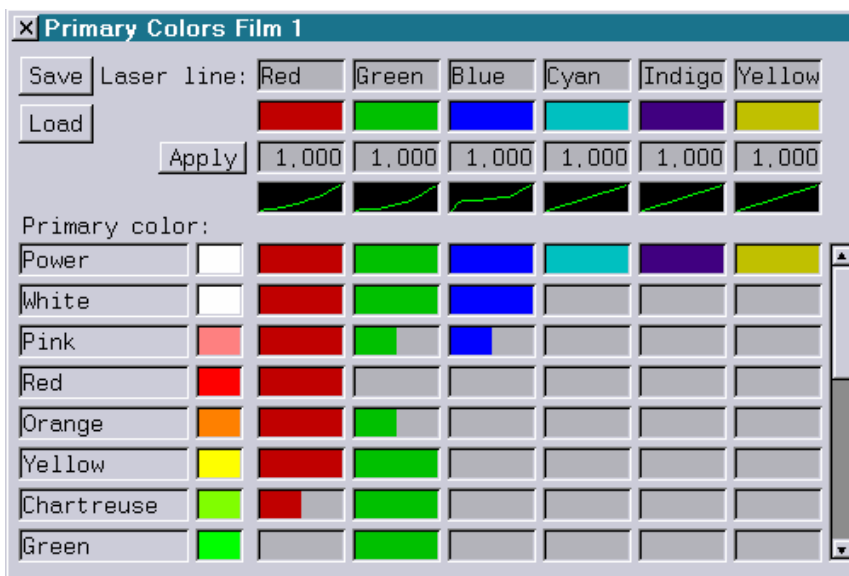 Primary Colors Film 1
Save Laser line: Red Green Blue Cyan Indigo Yellow
Load
Apply 1,000 1,000 1,000 1,000 1,000 1,000
Primary color:
Power
White
Pink
Red
Orange
Yellow
Chartreuse
Green